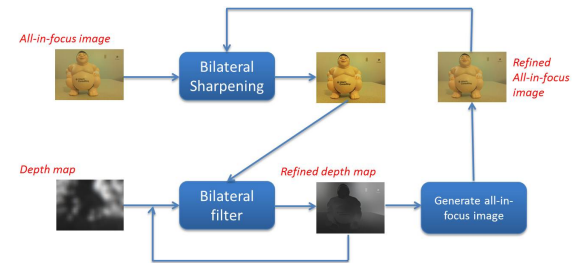 All-in-focus image
Bilateral
Sharpening
Refined
All-in-focus
image
Depth map
Bilateral
filter
Refined depth map
Generate all-in-
focus image